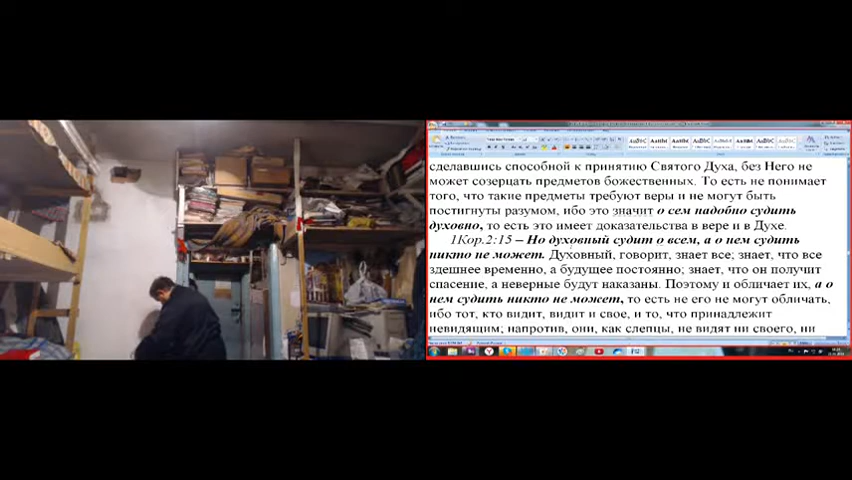 сделавшись способной к принятию Святого Духа, без Него не
может созерцать предметов божественных. То есть не понимает
того, что такие предметы требуют веры и не могут быть
постигнуты разумом, ибо это значит о сем надобно судить
духовно, то есть это имеет доказательства в вере и в Духе.
1Кор.2:15 – Но духовный судит о всем, а о нем судить
никто не может. Духовный, говорит, знает все; знает, что все
здешнее временно, а будущее постоянно; знает, что он получит
спасение, а неверные будут наказаны. Поэтому и обличает их, а о
нем судить никто не может, то есть не его не могут обличать,
ибо тот, кто видит, видит и свое, и то, что принадлежит
невидящим; напротив, они, как слепцы, не видят ни своего, ни